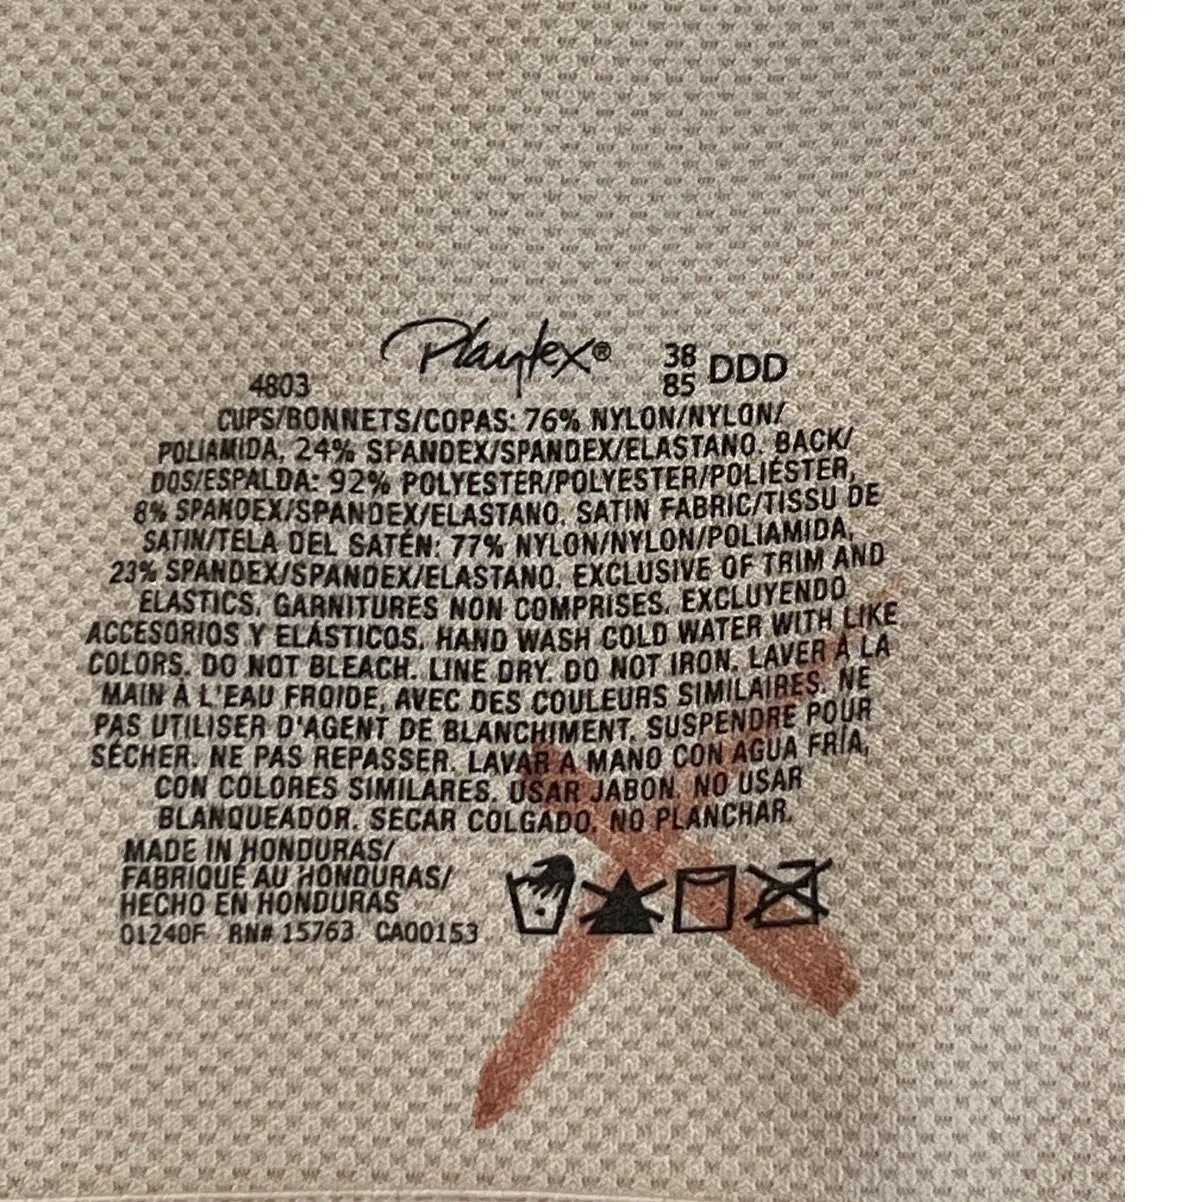 Playtex® 38 DDD
4803 85
CUPS/BONNETS/COPAS: 76% NYLON/NYLON/
POLIAMIDA, 24% SPANDEX/SPANDEX/ELASTANO. BACK/
DOS/ESPALDA: 92% POLYESTER/POLYESTER/POLIÉSTER,
8% SPANDEX/SPANDEX/ELASTANO. SATIN FABRIC/TISSU DE
SATIN/TELA DEL SATÉN: 77% NYLON/NYLON/POLIAMIDA,
23% SPANDEX/SPANDEX/ELASTANO. EXCLUSIVE OF TRIM AND
ELASTICS. GARNITURES NON COMPRISES. EXCLUYENDO
ACCESORIOS Y ELÁSTICOS. HAND WASH COLD WATER WITH LIKE
COLORS. DO NOT BLEACH. LINE DRY. DO NOT IRON. LAVER À LA
MAIN À L'EAU FROIDE, AVEC DES COULEURS SIMILAIRES. NE
PAS UTILISER D'AGENT DE BLANCHIMENT. SUSPENDRE POUR
SÉCHER. NE PAS REPASSER. LAVAR A MANO CON AGUA FRÍA,
CON COLORES SIMILARES. USAR JABON. NO USAR
BLANQUEADOR. SECAR COLGADO. NO PLANCHAR.
MADE IN HONDURAS/
FABRIQUÉ AU HONDURAS/
HECHO EN HONDURAS
01240F RN# 15763 CA00153